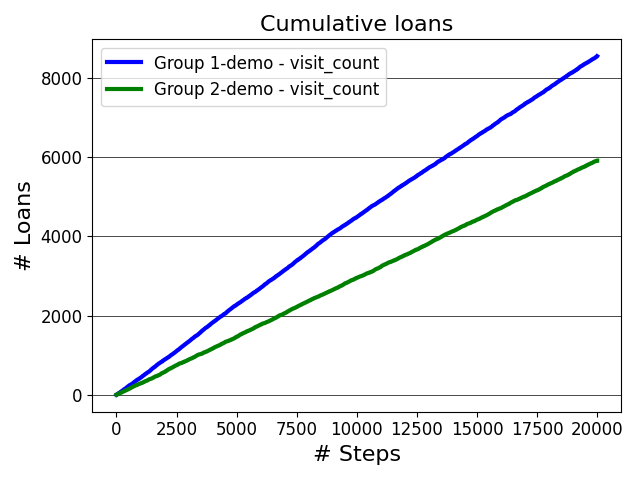 Cumulative loans
Group 1-demo - visit_count
Group 2-demo - visit_count
# Loans
8000
6000
4000
2000
0
0 2500 5000 7500 10000 12500 15000 17500 20000
# Steps